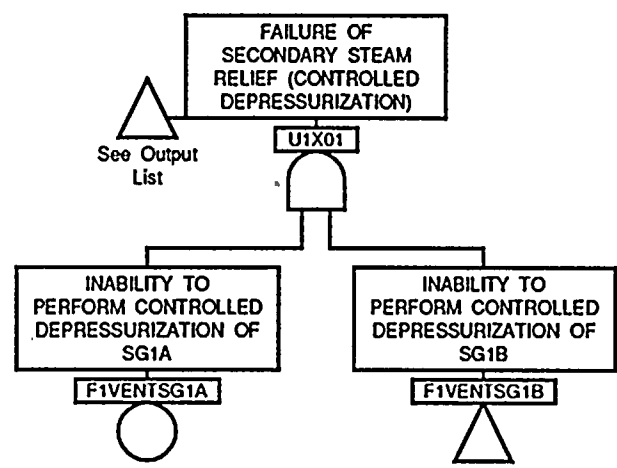 FAILURE OF
SECONDARY STEAM
RELIEF (CONTROLLED
DEPRESSURIZATION)
See Output
List
U1X01
INABILITY TO
PERFORM CONTROLLED
DEPRESSURIZATION OF
SG1A
F1VENTSG1A
INABILITY TO
PERFORM CONTROLLED
DEPRESSURIZATION OF
SG1B
F1VENTSG1B